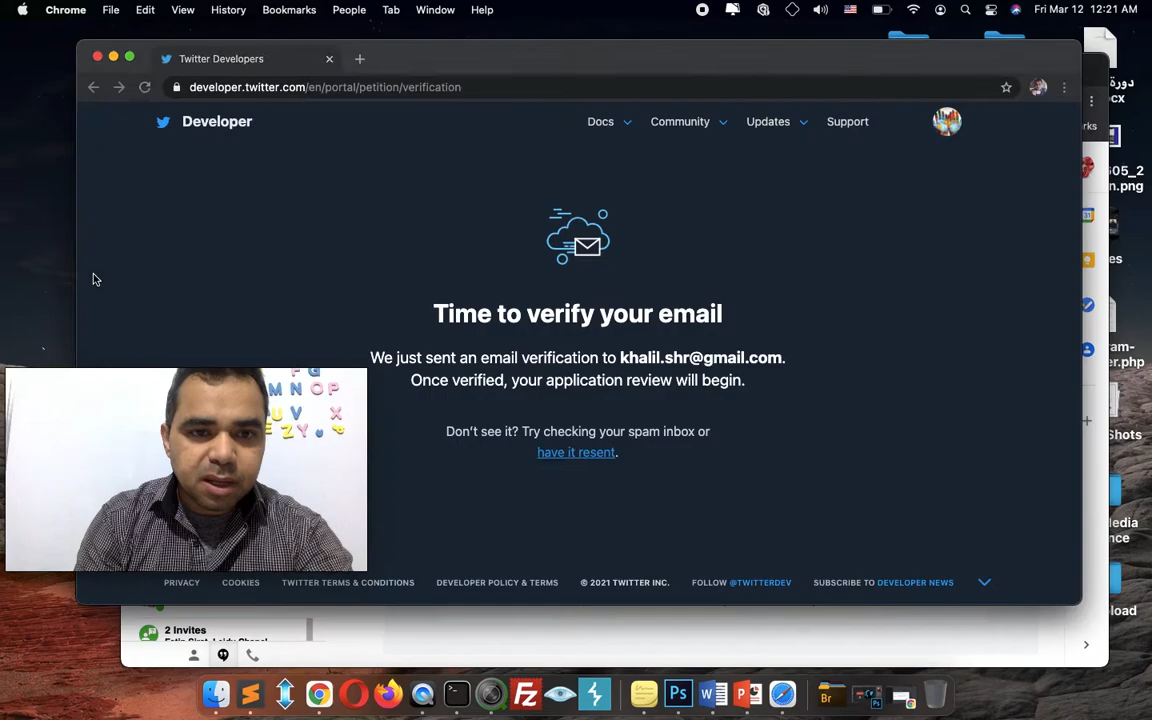 Chrome File Edit View History Bookmarks People Tab Window Help Fri Mar 12 12:21 AM
Twitter Developers
developer.twitter.com/en/portal/petition/verification
Developer Docs Community Updates Support
Time to verify your email
We just sent an email verification to khalil.shr@gmail.com.
Once verified, your application review will begin.
Don't see it? Try checking your spam inbox or
have it resent.
PRIVACY COOKIES TWITTER TERMS & CONDITIONS DEVELOPER POLICY & TERMS © 2021 TWITTER INC. FOLLOW @TWITTERDEV SUBSCRIBE TO DEVELOPER NEWS
2 Invites
دورة